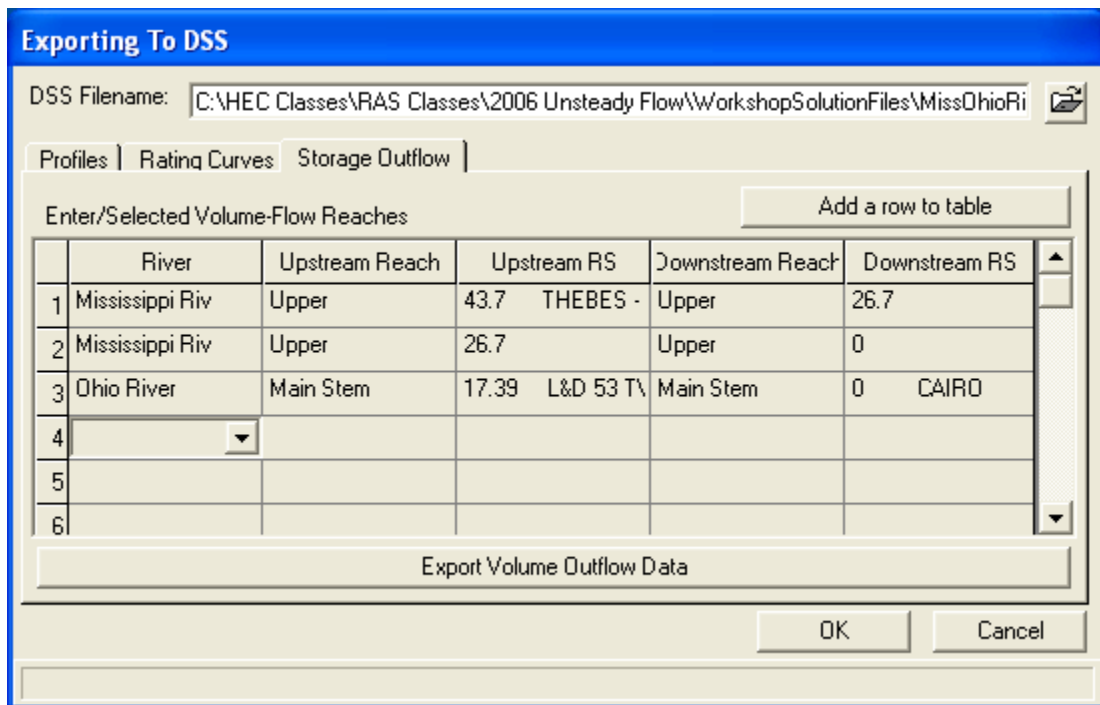 Exporting To DSS
DSS Filename: C:\HEC Classes\RAS Classes\2006 Unsteady Flow\WorkshopSolutionFiles\MissOhioRi
Profiles Rating Curves Storage Outflow
Enter/Selected Volume-Flow Reaches Add a row to table
River Upstream Reach Upstream RS Downstream Reach Downstream RS
1 Mississippi Riv Upper 43.7 THEBES - Upper 26.7
2 Mississippi Riv Upper 26.7 Upper 0
3 Ohio River Main Stem 17.39 L&D 53 TV Main Stem 0 CAIRO
4
5
6
Export Volume Outflow Data
OK Cancel